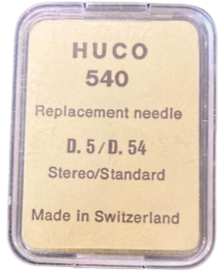 HUCO
540
Replacement needle
D. 5/D. 54
Stereo/Standard
Made in Switzerland